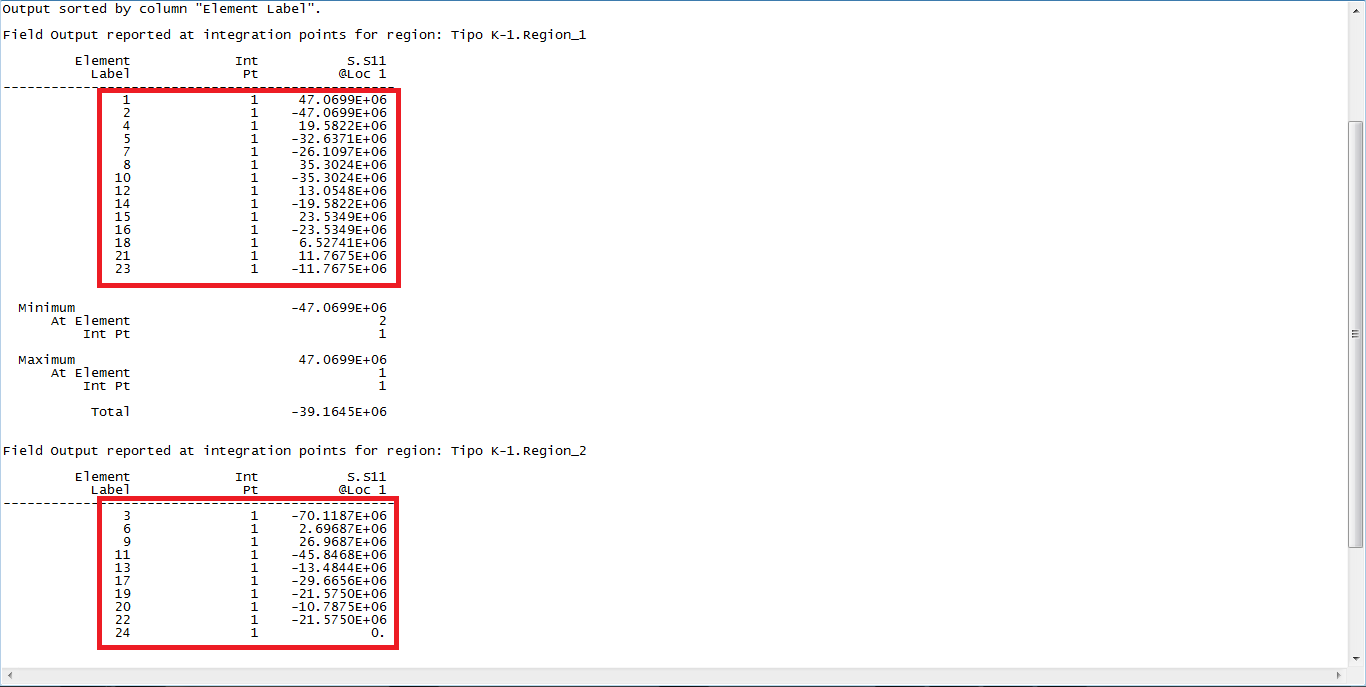 Output sorted by column "Element Label".
Field Output reported at integration points for region: Tipo K-1.Region_1
Element Int S.S11
Label Pt @Loc 1
---------------------------------------------------
1 1 47.0699E+06
2 1 -47.0699E+06
4 1 19.5822E+06
5 1 -32.6371E+06
7 1 -26.1097E+06
8 1 35.3024E+06
10 1 -35.3024E+06
12 1 13.0548E+06
14 1 -19.5822E+06
15 1 23.5349E+06
16 1 -23.5349E+06
18 1 6.52741E+06
21 1 11.7675E+06
23 1 -11.7675E+06
Minimum -47.0699E+06
At Element 2
Int Pt 1
Maximum 47.0699E+06
At Element 1
Int Pt 1
Total -39.1645E+06
Field Output reported at integration points for region: Tipo K-1.Region_2
Element Int S.S11
Label Pt @Loc 1
---------------------------------------------------
3 1 -70.1187E+06
6 1 2.69687E+06
9 1 26.9687E+06
11 1 -45.8468E+06
13 1 -13.4844E+06
17 1 -29.6656E+06
19 1 -21.5750E+06
20 1 -10.7875E+06
22 1 -21.5750E+06
24 1 0.